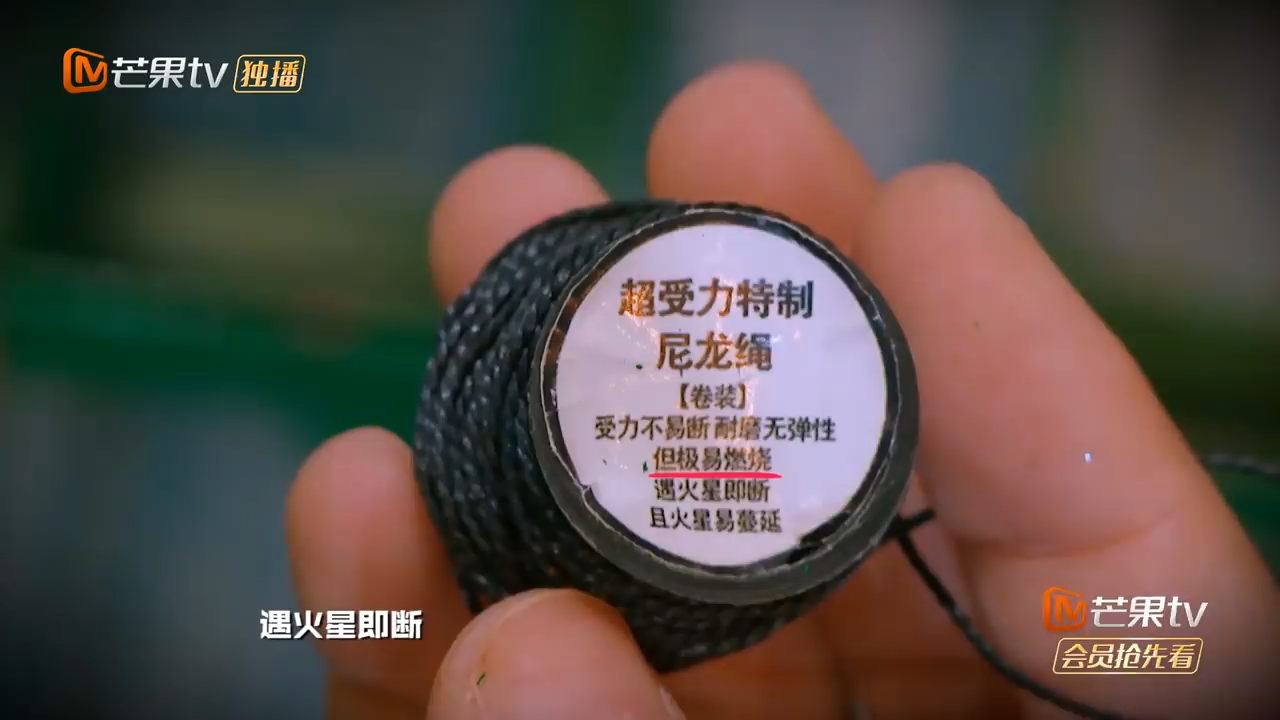 芒果tv 独播
超受力特制
尼龙绳
【卷装】
受力不易断 耐磨无弹性
但极易燃烧
遇火星即断
且火星易蔓延
遇火星即断
芒果tv
会员抢先看